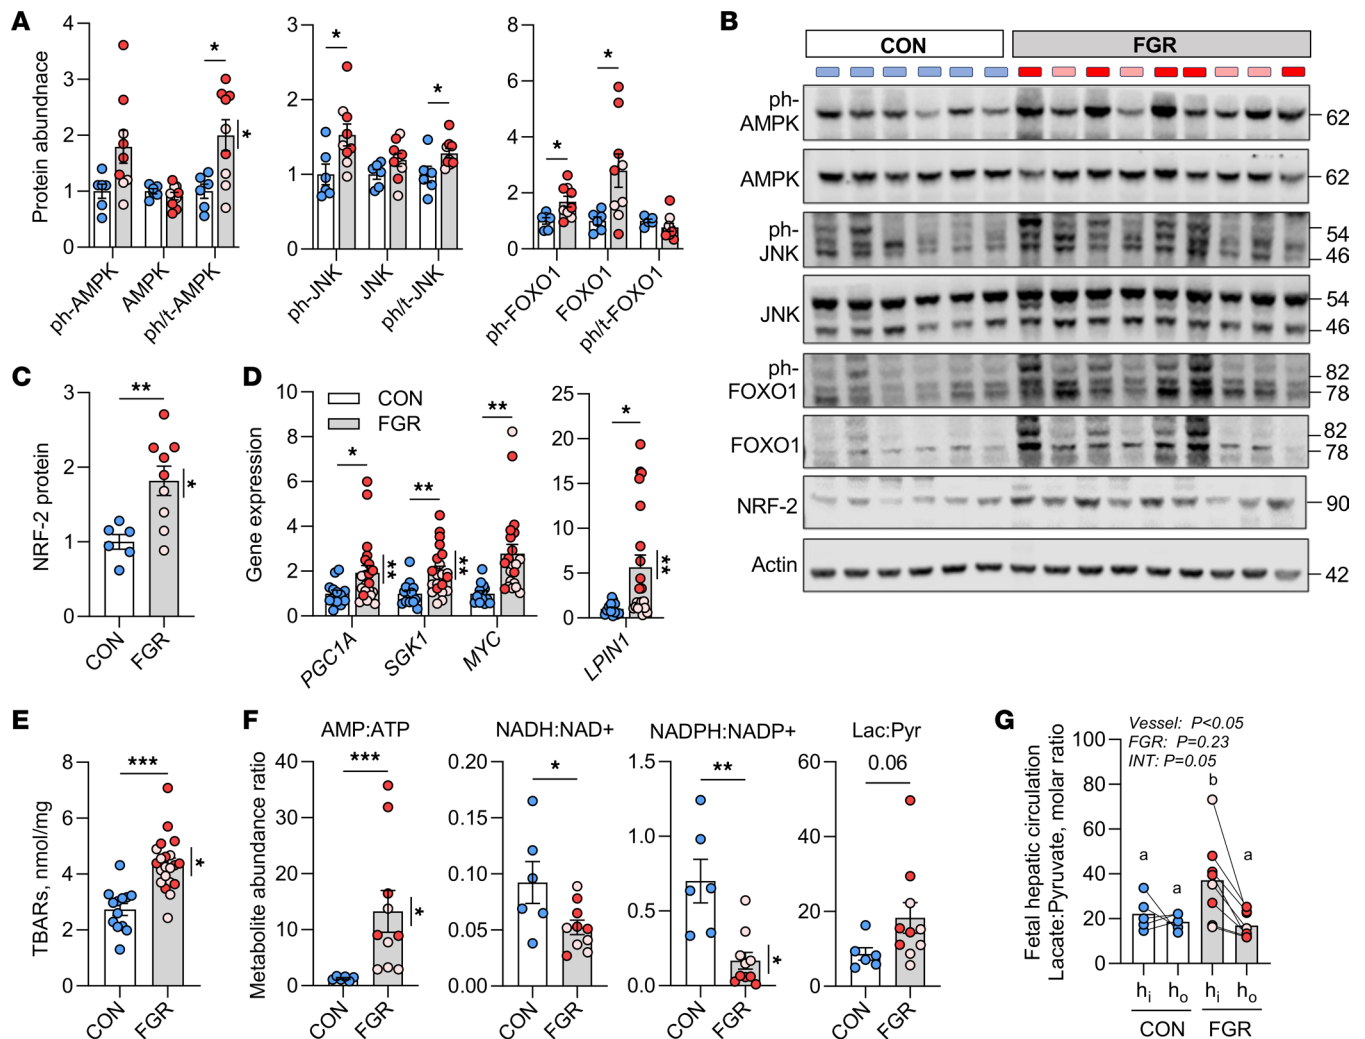 A
Protein abundnace
4
3
2
1
0
*
*
ph-AMPK
AMPK
ph/t-AMPK
3
2
1
0
*
*
ph-JNK
JNK
ph/t-JNK
8
6
4
2
0
*
*
ph-FOXO1
FOXO1
ph/t-FOXO1
B
CON
FGR
ph-
AMPK
62
AMPK
62
ph-
JNK
54
46
JNK
54
46
ph-
FOXO1
82
78
FOXO1
82
78
NRF-2
90
Actin
42
C
NRF-2 protein
3
2
1
0
**
*
CON
FGR
D
Gene expression
10
8
6
4
2
0
CON
FGR
*
**
**
**
**
PGC1A
SGK1
MYC
25
20
15
10
5
0
*
**
LPIN1
E
TBARs, nmol/mg
8
6
4
2
0
***
*
CON
FGR
F
Metabolite abundance ratio
AMP:ATP
40
30
20
10
0
***
*
CON
FGR
NADH:NAD+
0.20
0.15
0.10
0.05
0.00
*
CON
FGR
NADPH:NADP+
1.5
1.0
0.5
0.0
**
*
CON
FGR
Lac:Pyr
60
40
20
0
0.06
CON
FGR
G
Vessel: P<0.05
FGR: P=0.23
INT: P=0.05
Fetal hepatic circulation
Lacate:Pyruvate, molar ratio
100
80
60
40
20
0
a
a
b
a
hi
ho
hi
ho
CON
FGR